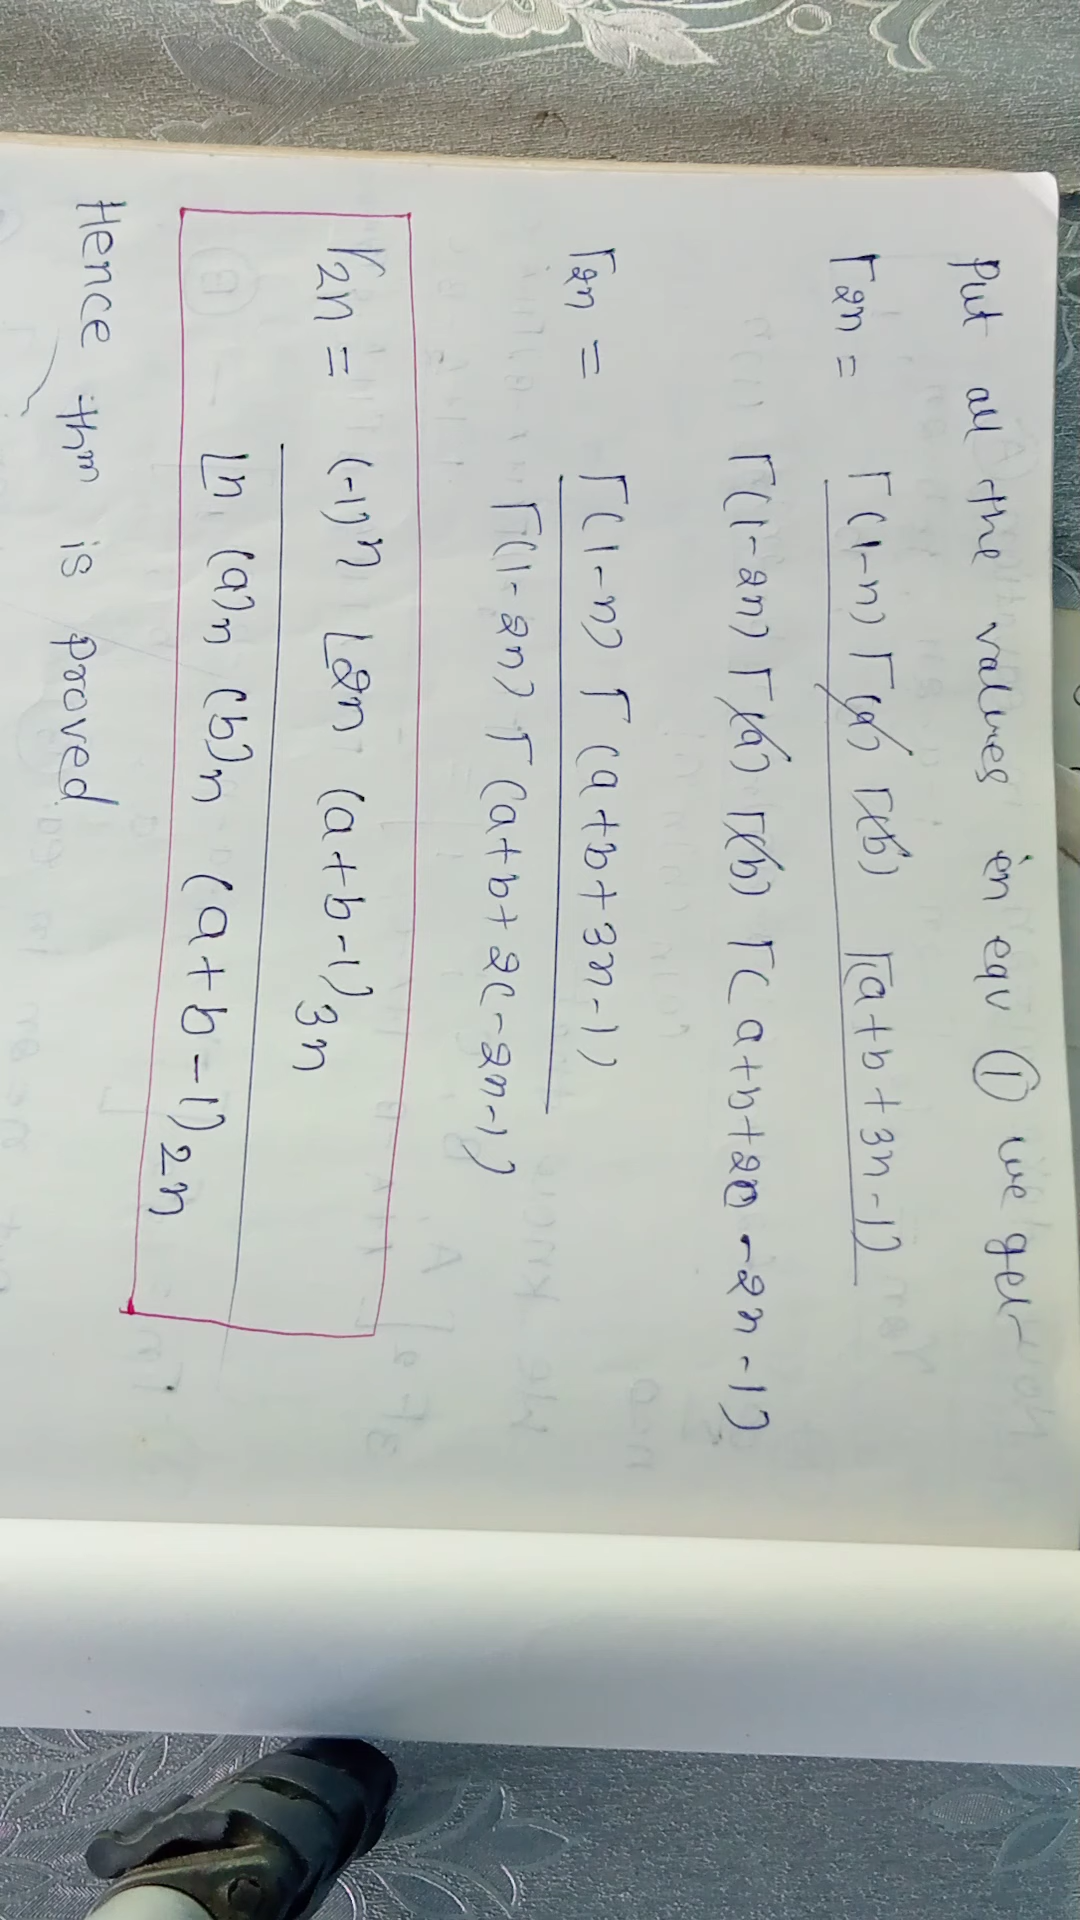 Put all the values in eqv ① we get
Γ2n = Γ(1-n) Γ(a) Γ(b) Γ(a+b+3n-1)
Γ(1-2n) Γ(a) Γ(b) Γ(a+b+2n-2n-1)
Γ2n = Γ(1-n) Γ(a+b+3n-1)
Γ(1-2n) Γ(a+b+2(-2n-1)
γ2n = (-1)ⁿ ⌊2n (a+b-1)3n
⌊n (a)n (b)n (a+b-1)2n
Hence thm is proved